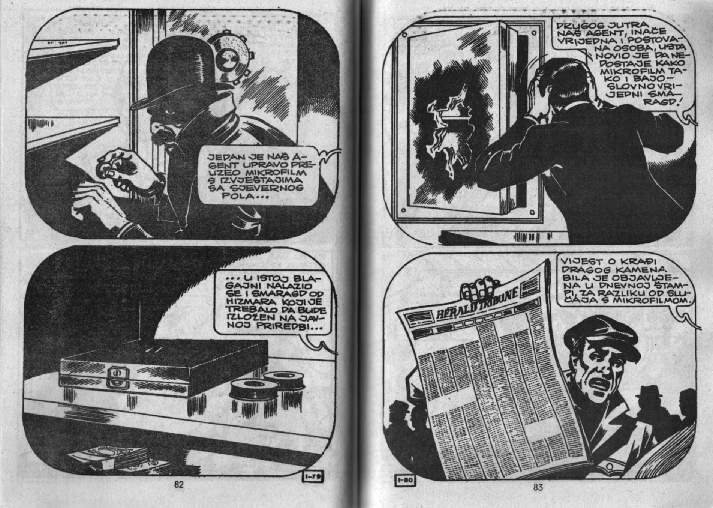 JEDAN JE NAŠ A-
GENT UPRAVO PRE-
UZEO MIKROFILM
S IZVJEŠTAJIMA
SA SJEVERNOG
POLA...
... U ISTOJ BLA-
GAJNI NALAZIO
SE I SMARAGD OD
HIZMARA KOJI JE
TREBALO DA BUDE
IZLOŽEN NA JAV-
NOJ PRIREDBI...
82
1-79
DRUGOG JUTRA
NAŠ AGENT, INAČE
VRIJEDNA I POŠTOVA-
NA OSOBA, USTA
NOVIO JE DA NE-
DOSTAJE KAKO
MIKROFILM TA-
KO I BAJO-
SLOVNO VRI-
JEDNI SMA-
RAGD!
VIJEST O KRAĐI
DRAGOG KAMENA
BILA JE OBJAVLJE-
NA U DNEVNOJ ŠTAM-
PI ZA RAZLIKU OD SLU-
ČAJA S MIKROFILMOM.
HERALD TRIBUNE
1-80
83